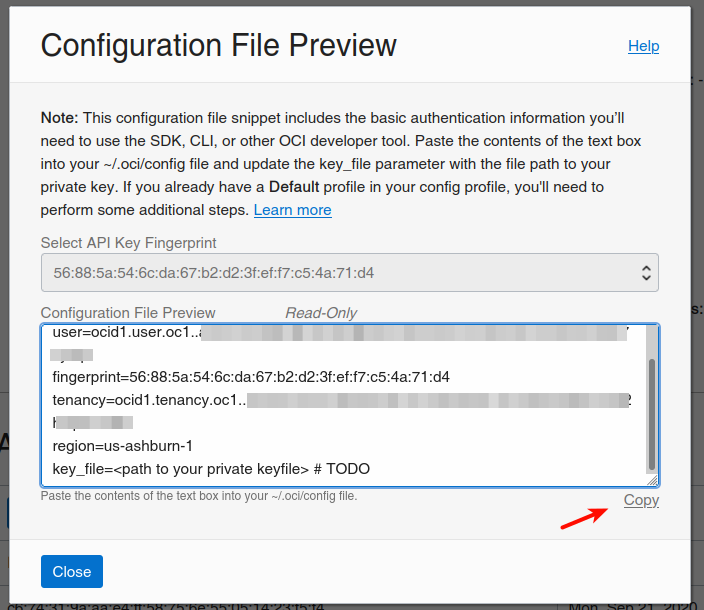 Configuration File Preview
Help
Note: This configuration file snippet includes the basic authentication information you'll
need to use the SDK, CLI, or other OCI developer tool. Paste the contents of the text box
into your ~/.oci/config file and update the key_file parameter with the file path to your
private key. If you already have a Default profile in your config profile, you'll need to
perform some additional steps. Learn more
Select API Key Fingerprint
56:88:5a:54:6c:da:67:b2:d2:3f:ef:f7:c5:4a:71:d4
Configuration File Preview Read-Only
user=ocid1.user.oc1..
fingerprint=56:88:5a:54:6c:da:67:b2:d2:3f:ef:f7:c5:4a:71:d4
tenancy=ocid1.tenancy.oc1..
region=us-ashburn-1
key_file=<path to your private keyfile> # TODO
Paste the contents of the text box into your ~/.oci/config file.
Copy
Close
Mon, Sep 21, 2020